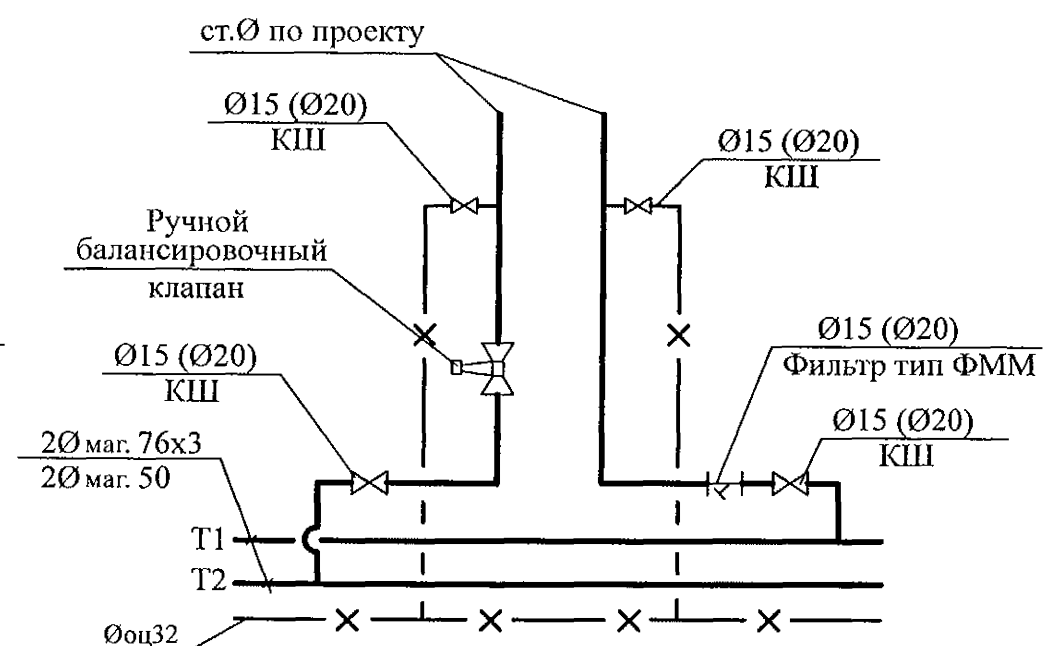 ст.Ø по проекту
Ø15 (Ø20)
КШ
Ø15 (Ø20)
КШ
Ручной
балансировочный
клапан
Ø15 (Ø20)
Фильтр тип ФММ
Ø15 (Ø20)
КШ
Ø15 (Ø20)
КШ
2Ø маг. 76х3
2Ø маг. 50
Т1
Т2
Øоц32